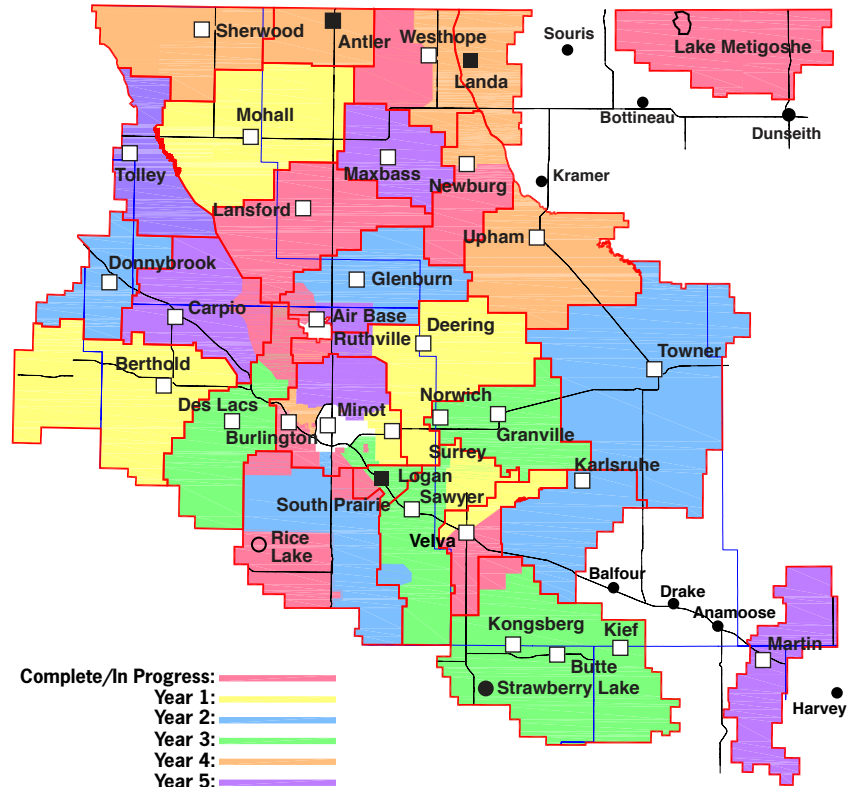 Sherwood
Antler
Westhope
Souris
Landa
Lake Metigoshe
Bottineau
Dunseith
Mohall
Tolley
Maxbass
Newburg
Kramer
Lansford
Upham
Donnybrook
Glenburn
Carpio
Air Base
Ruthville
Deering
Berthold
Towner
Des Lacs
Minot
Norwich
Burlington
Granville
Surrey
Logan
Karlsruhe
South Prairie
Sawyer
Rice
Lake
Velva
Balfour
Drake
Anamoose
Kongsberg
Kief
Martin
Butte
Strawberry Lake
Harvey
Complete/In Progress:
Year 1:
Year 2:
Year 3:
Year 4:
Year 5: